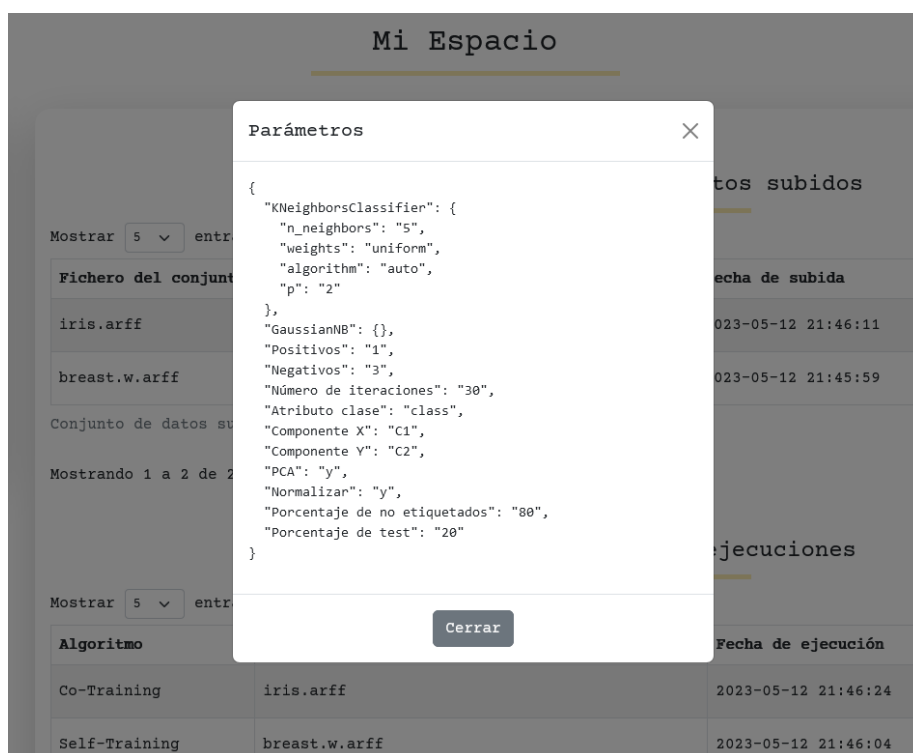 Mi Espacio
Parámetros
{
"KNeighborsClassifier": {
"n_neighbors": "5",
"weights": "uniform",
"algorithm": "auto",
"p": "2"
},
"GaussianNB": {},
"Positivos": "1",
"Negativos": "3",
"Número de iteraciones": "30",
"Atributo clase": "class",
"Componente X": "C1",
"Componente Y": "C2",
"PCA": "y",
"Normalizar": "y",
"Porcentaje de no etiquetados": "80",
"Porcentaje de test": "20"
}
Cerrar
tos subidos
Mostrar 5 entr
Fichero del conjunt echa de subida
iris.arff 023-05-12 21:46:11
breast.w.arff 023-05-12 21:45:59
Conjunto de datos su
Mostrando 1 a 2 de 2
ejecuciones
Mostrar 5 entr
Algoritmo Fecha de ejecución
Co-Training iris.arff 2023-05-12 21:46:24
Self-Training breast.w.arff 2023-05-12 21:46:04